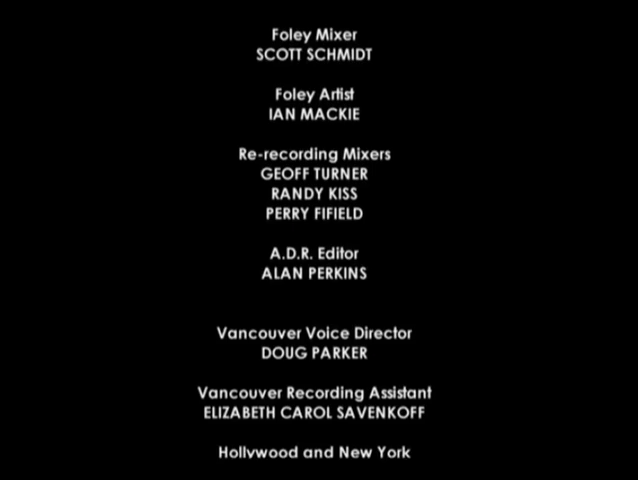 Foley Mixer
SCOTT SCHMIDT
Foley Artist
IAN MACKIE
Re-recording Mixers
GEOFF TURNER
RANDY KISS
PERRY FIFIELD
A.D.R. Editor
ALAN PERKINS
Vancouver Voice Director
DOUG PARKER
Vancouver Recording Assistant
ELIZABETH CAROL SAVENKOFF
Hollywood and New York